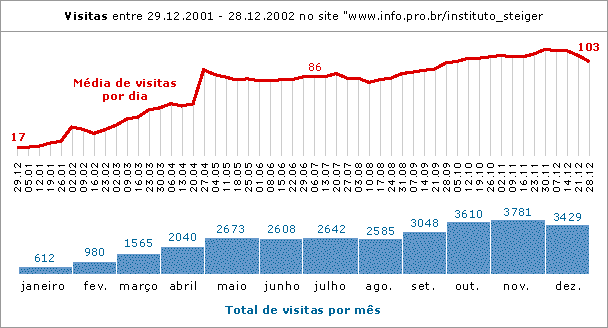 Visitas entre 29.12.2001 - 28.12.2002 no site "www.info.pro.br/instituto_steiger
103
86
Média de visitas
por dia
17
29.12 05.01 12.01 19.01 26.01 02.02 09.02 16.02 23.02 02.03 09.03 16.03 23.03 30.03 06.04 13.04 20.04 27.04 04.05 11.05 18.05 25.05 01.06 08.06 15.06 22.06 29.06 06.07 13.07 20.07 27.07 03.08 10.08 17.08 24.08 31.08 07.09 14.09 21.09 28.09 05.10 12.10 19.10 26.10 02.11 09.11 16.11 23.11 30.11 07.12 14.12 21.12 28.12
612 980 1565 2040 2673 2608 2642 2585 3048 3610 3781 3429
janeiro fev. março abril maio junho julho ago. set. out. nov. dez.
Total de visitas por mês